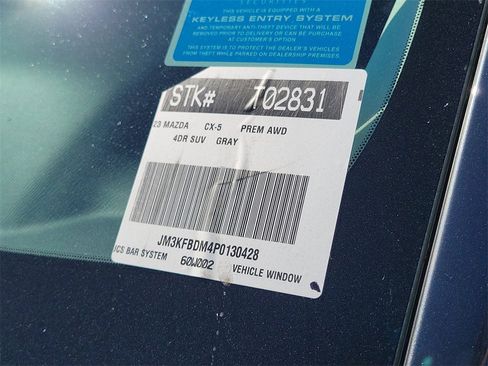 SECURITIES
THIS VEHICLE IS EQUIPPED WITH A
KEYLESS ENTRY SYSTEM
AND TEMPORARY ANTI-THEFT DEVICE THAT WILL BE
REMOVED PRIOR TO DELIVERY OR CAN BE PURCHASE
AT CUSTOMER'S OPTION
THIS SYSTEM IS TO PROTECT THE DEALER'S VEHICLES
FROM THEFT WHILE PARKED ON DEALERSHIP PREMISES
STK# T02831
23 MAZDA CX-5 PREM AWD
4DR SUV GRAY
JM3KFBDM4P0130428
CS BAR SYSTEM 60W002 VEHICLE WINDOW